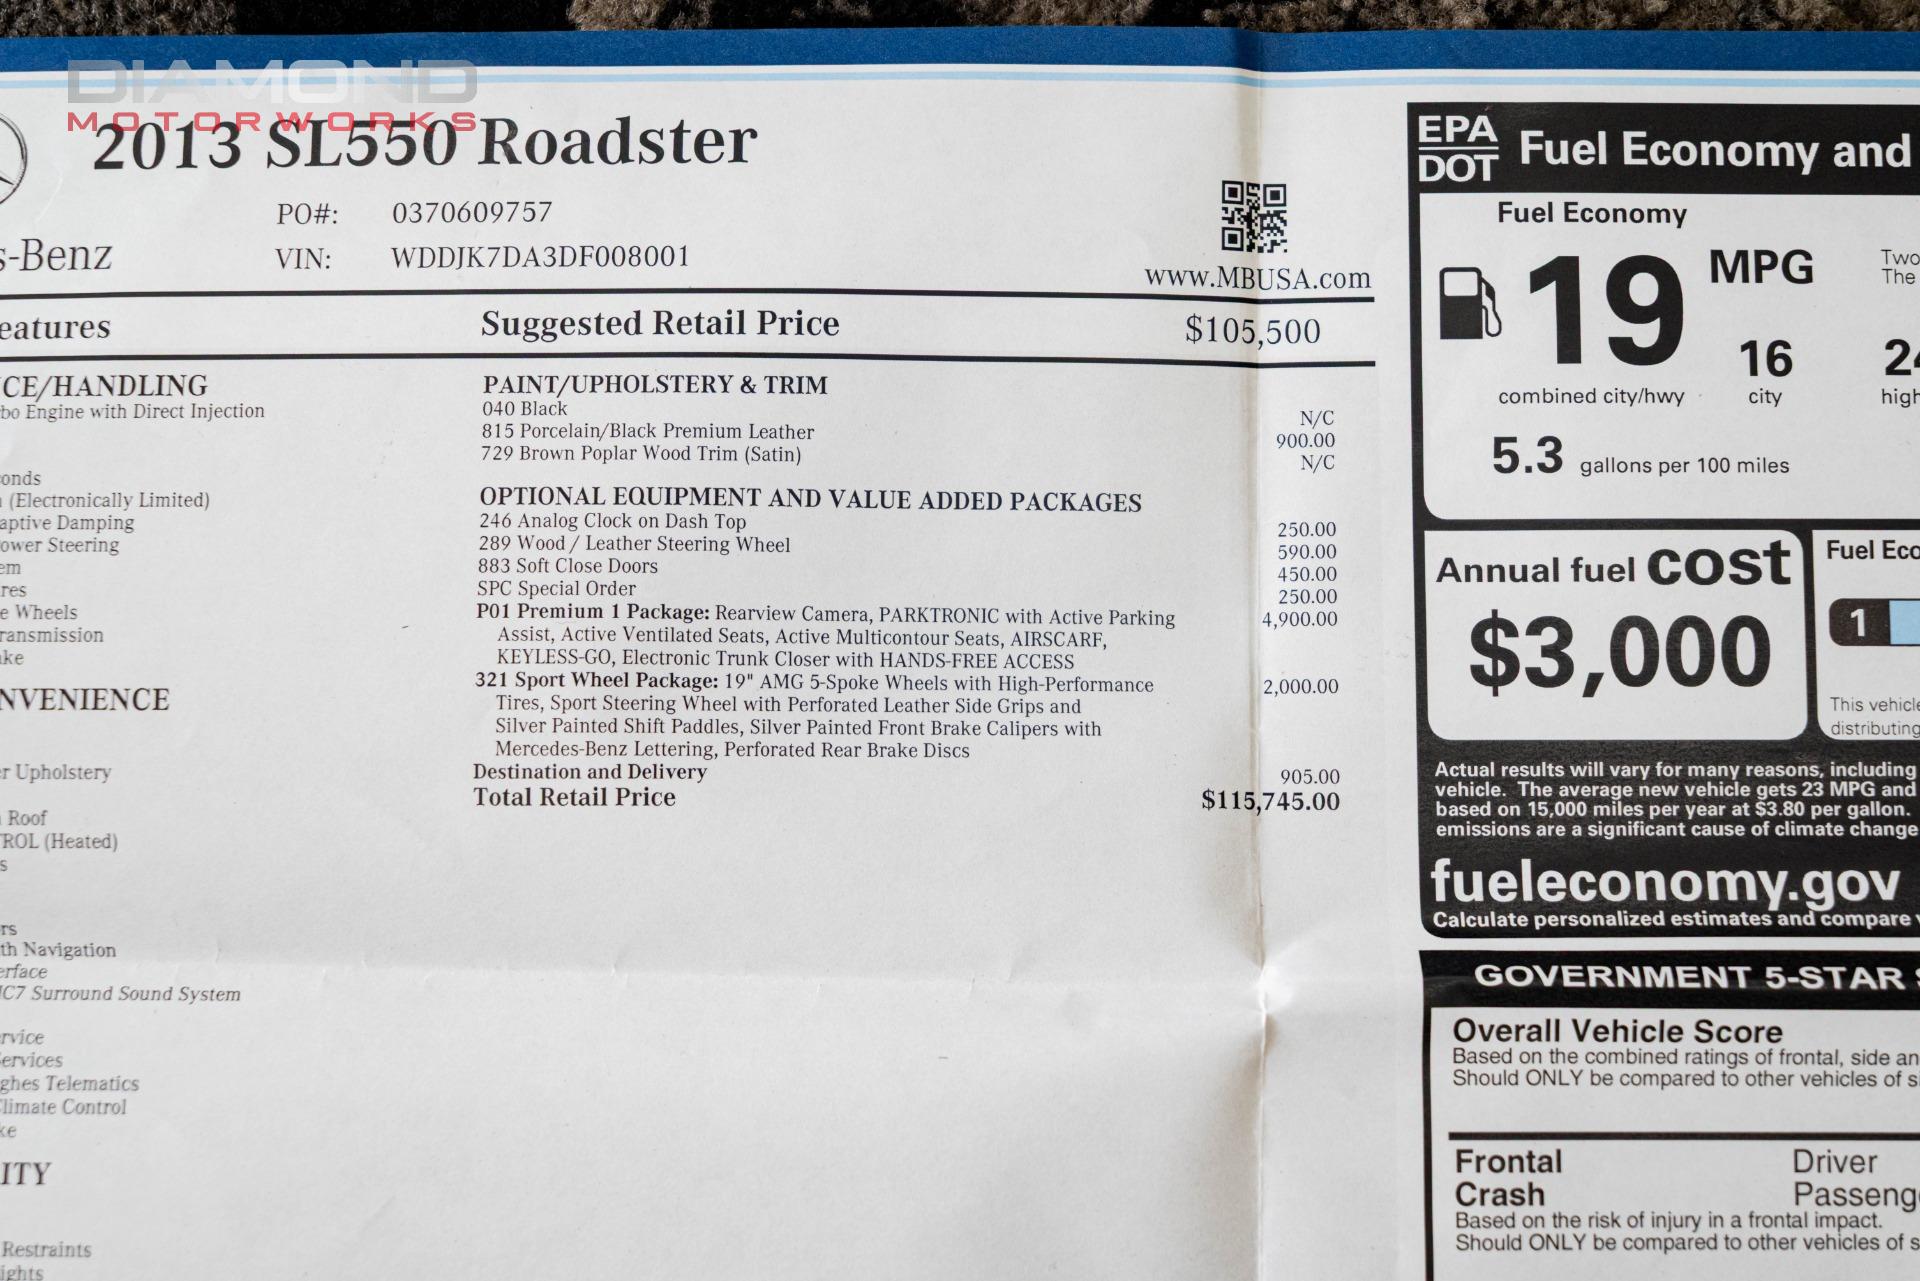 DIAMOND
MOTORWORKS
2013 SL550 Roadster
PO#: 0370609757
s-Benz
VIN: WDDJK7DA3DF008001
www.MBUSA.com
eatures
Suggested Retail Price $105,500
CE/HANDLING
bo Engine with Direct Injection
onds
(Electronically Limited)
aptive Damping
ower Steering
em
res
e Wheels
ransmission
ake
NVENIENCE
r Upholstery
Roof
ROL (Heated)
s
rs
th Navigation
erface
C7 Surround Sound System
rvice
ervices
ghes Telematics
limate Control
ke
ITY
Restraints
ights
PAINT/UPHOLSTERY & TRIM
040 Black N/C
815 Porcelain/Black Premium Leather 900.00
729 Brown Poplar Wood Trim (Satin) N/C
OPTIONAL EQUIPMENT AND VALUE ADDED PACKAGES
246 Analog Clock on Dash Top 250.00
289 Wood / Leather Steering Wheel 590.00
883 Soft Close Doors 450.00
SPC Special Order 250.00
P01 Premium 1 Package: Rearview Camera, PARKTRONIC with Active Parking 4,900.00
Assist, Active Ventilated Seats, Active Multicontour Seats, AIRSCARF,
KEYLESS-GO, Electronic Trunk Closer with HANDS-FREE ACCESS
321 Sport Wheel Package: 19" AMG 5-Spoke Wheels with High-Performance 2,000.00
Tires, Sport Steering Wheel with Perforated Leather Side Grips and
Silver Painted Shift Paddles, Silver Painted Front Brake Calipers with
Mercedes-Benz Lettering, Perforated Rear Brake Discs
Destination and Delivery 905.00
Total Retail Price $115,745.00
EPA
DOT
Fuel Economy and
Fuel Economy
19 MPG
Two
The
16 24
combined city/hwy city high
5.3 gallons per 100 miles
Annual fuel cost
$3,000
Fuel Eco
1
This vehicle
distributing
Actual results will vary for many reasons, including
vehicle. The average new vehicle gets 23 MPG and
based on 15,000 miles per year at $3.80 per gallon.
emissions are a significant cause of climate change
fueleconomy.gov
Calculate personalized estimates and compare v
GOVERNMENT 5-STAR S
Overall Vehicle Score
Based on the combined ratings of frontal, side an
Should ONLY be compared to other vehicles of si
Frontal Driver
Crash Passenge
Based on the risk of injury in a frontal impact.
Should ONLY be compared to other vehicles of s